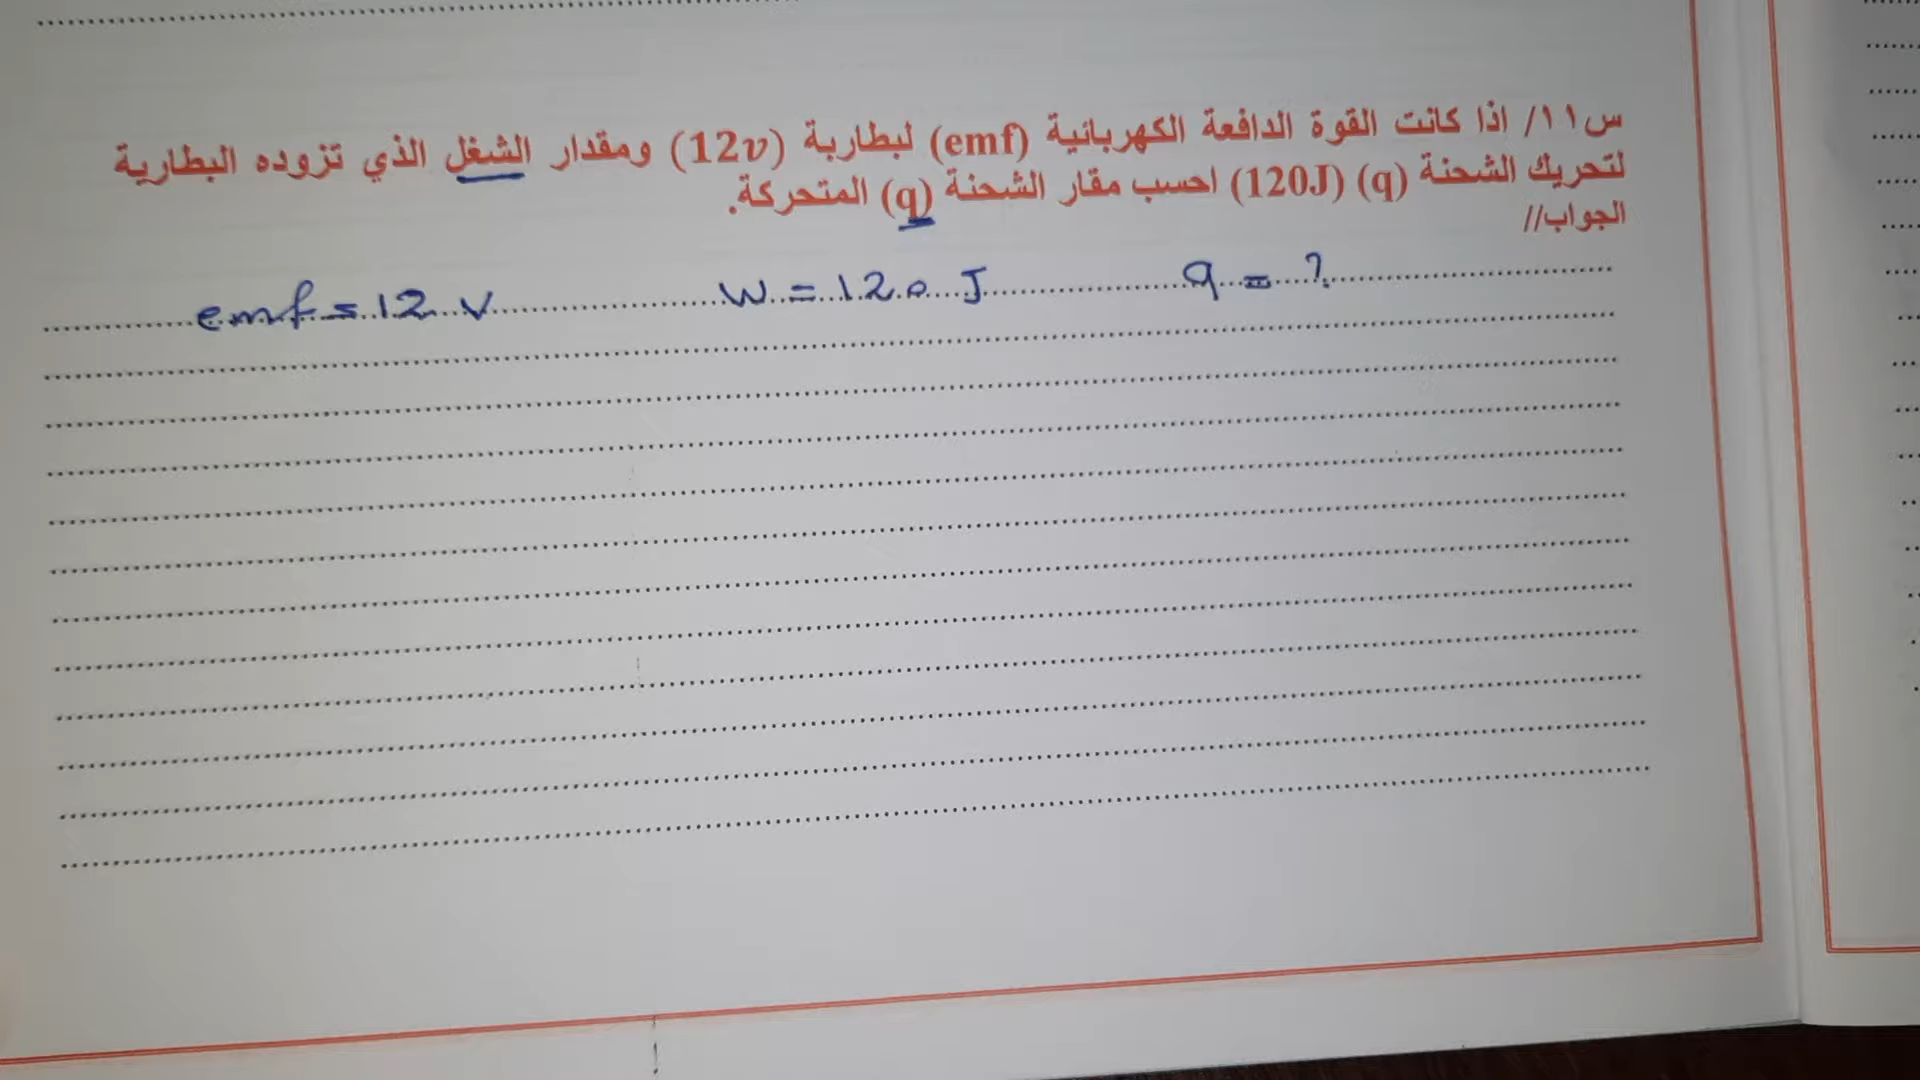 س١١/ اذا كانت القوة الدافعة الكهربائية (emf) لبطارية (12v) ومقدار الشغل الذي تزوده البطارية
لتحريك الشحنة (q) (120J) احسب مقار الشحنة (q) المتحركة.
الجواب//
emf = 12 V W = 120 J q = ?